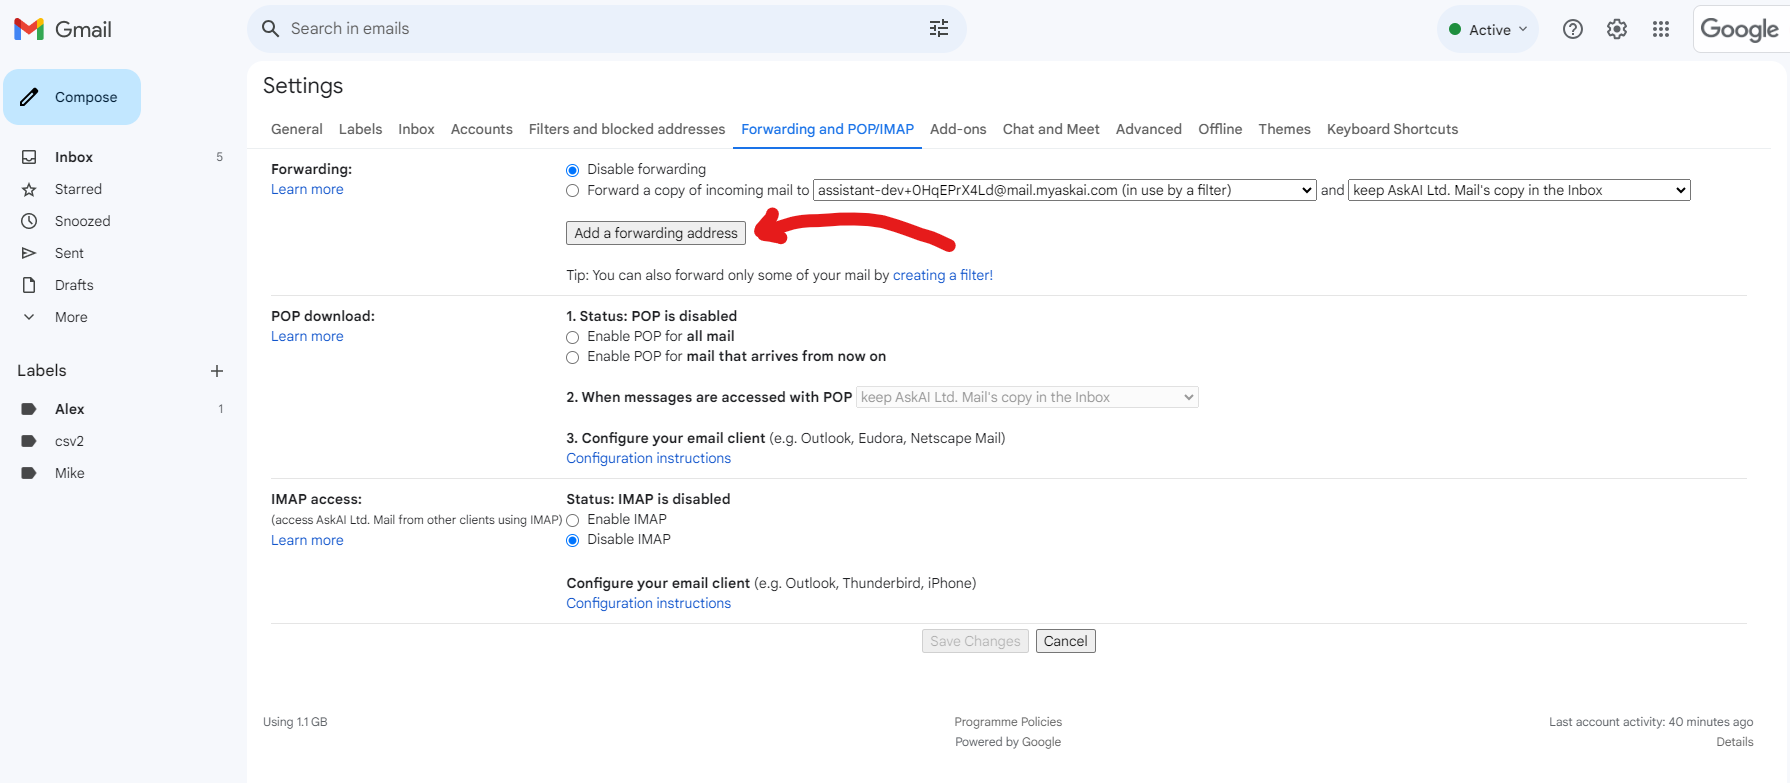 Gmail
Search in emails
Active
Google
Compose
Inbox 5
Starred
Snoozed
Sent
Drafts
More
Labels
Alex 1
csv2
Mike
Settings
General Labels Inbox Accounts Filters and blocked addresses Forwarding and POP/IMAP Add-ons Chat and Meet Advanced Offline Themes Keyboard Shortcuts
Forwarding:
Learn more
Disable forwarding
Forward a copy of incoming mail to assistant-dev+0HqEPrX4Ld@mail.myaskai.com (in use by a filter) and keep AskAI Ltd. Mail's copy in the Inbox
Add a forwarding address
Tip: You can also forward only some of your mail by creating a filter!
POP download:
Learn more
1. Status: POP is disabled
Enable POP for all mail
Enable POP for mail that arrives from now on
2. When messages are accessed with POP keep AskAI Ltd. Mail's copy in the Inbox
3. Configure your email client (e.g. Outlook, Eudora, Netscape Mail)
Configuration instructions
IMAP access:
(access AskAI Ltd. Mail from other clients using IMAP)
Learn more
Status: IMAP is disabled
Enable IMAP
Disable IMAP
Configure your email client (e.g. Outlook, Thunderbird, iPhone)
Configuration instructions
Save Changes Cancel
Using 1.1 GB
Programme Policies
Powered by Google
Last account activity: 40 minutes ago
Details